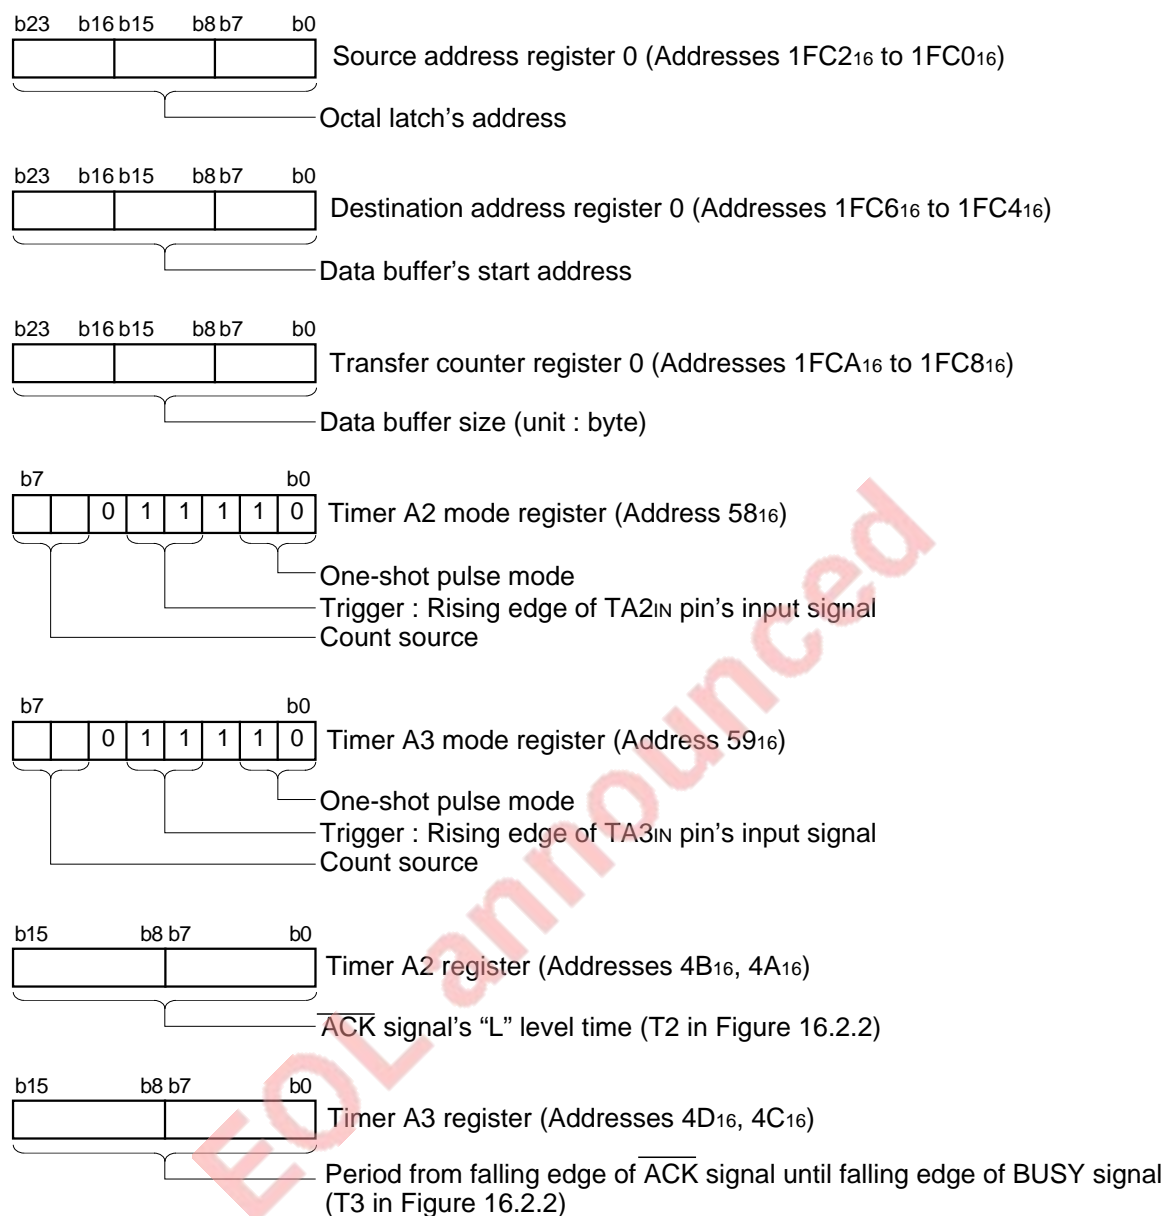 b23 b16 b15 b8 b7 b0
Source address register 0 (Addresses 1FC216 to 1FC016)
Octal latch’s address
b23 b16 b15 b8 b7 b0
Destination address register 0 (Addresses 1FC616 to 1FC416)
Data buffer’s start address
b23 b16 b15 b8 b7 b0
Transfer counter register 0 (Addresses 1FCA16 to 1FC816)
Data buffer size (unit : byte)
b7 b0
0 1 1 1 1 0 Timer A2 mode register (Address 5816)
One-shot pulse mode
Trigger : Rising edge of TA2IN pin’s input signal
Count source
b7 b0
0 1 1 1 1 0 Timer A3 mode register (Address 5916)
One-shot pulse mode
Trigger : Rising edge of TA3IN pin’s input signal
Count source
b15 b8 b7 b0
Timer A2 register (Addresses 4B16, 4A16)
ACK signal’s “L” level time (T2 in Figure 16.2.2)
b15 b8 b7 b0
Timer A3 register (Addresses 4D16, 4C16)
Period from falling edge of ACK signal until falling edge of BUSY signal
(T3 in Figure 16.2.2)
EOL announced